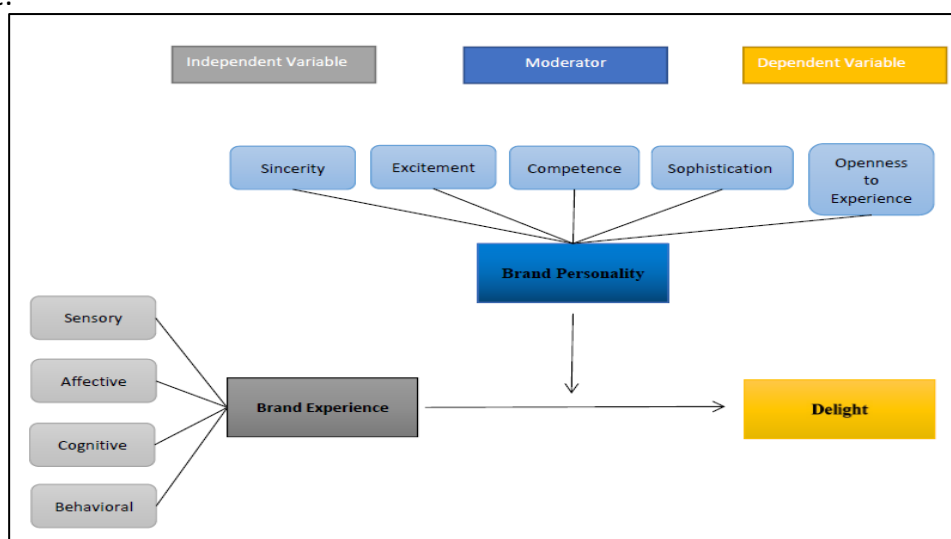 Independent Variable
Moderator
Dependent Variable
Sincerity
Excitement
Competence
Sophistication
Openness
to
Experience
Brand Personality
Sensory
Affective
Cognitive
Behavioral
Brand Experience
Delight